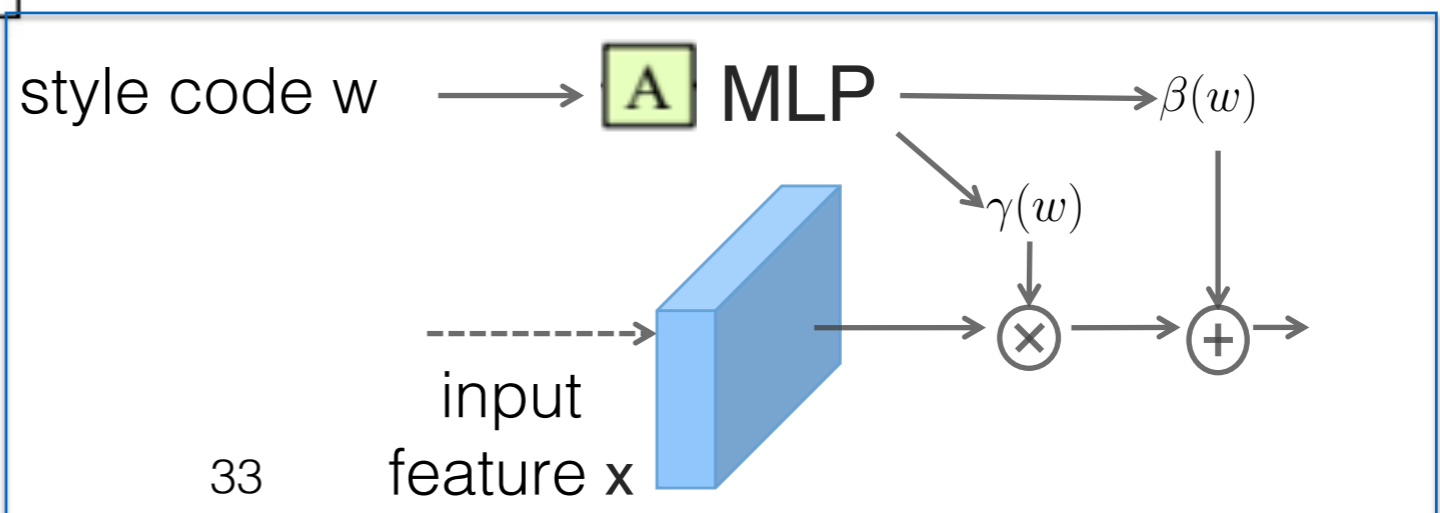 style code w
A MLP
β(w)
γ(w)
×
+
input
feature x
33